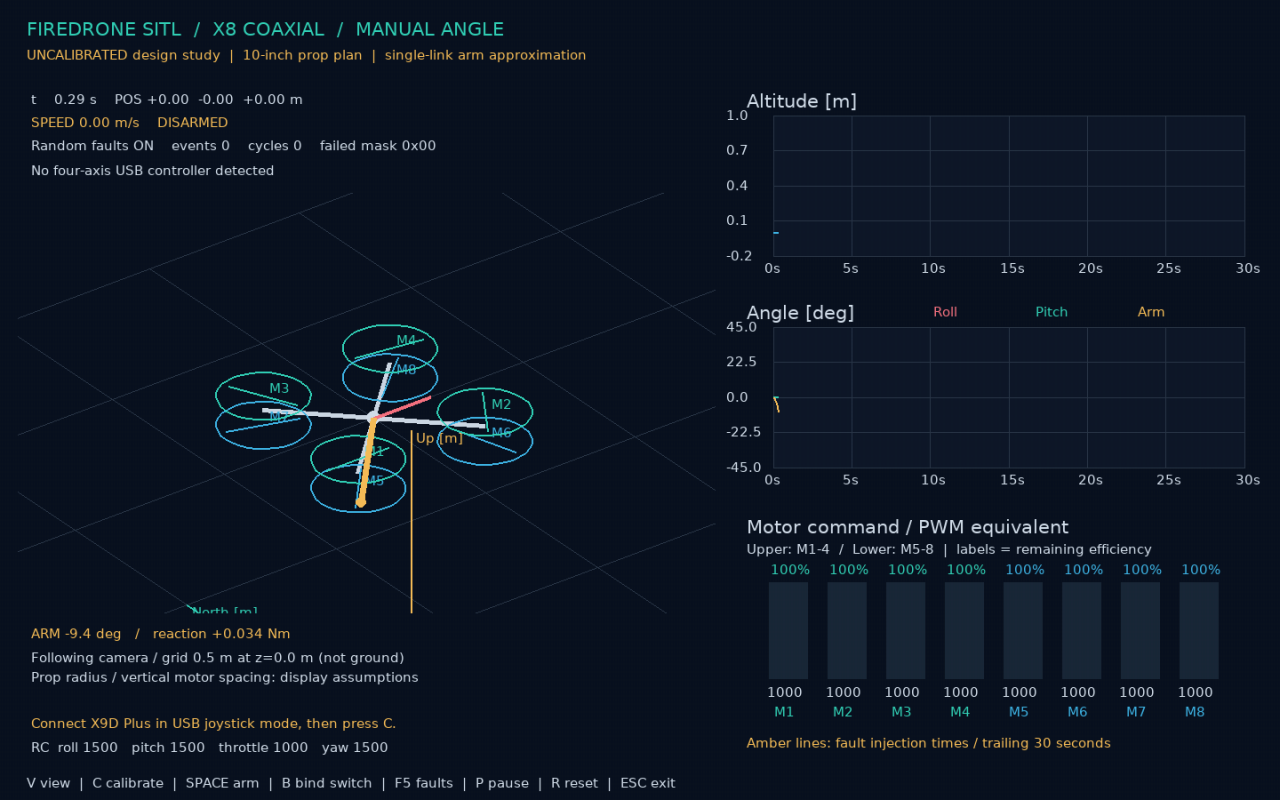 FIREDRONE SITL / X8 COAXIAL / MANUAL ANGLE
UNCALIBRATED design study | 10-inch prop plan | single-link arm approximation
t 0.29 s POS +0.00 -0.00 +0.00 m
SPEED 0.00 m/s DISARMED
Random faults ON events 0 cycles 0 failed mask 0x00
No four-axis USB controller detected
M4
M8
M3
M2
M6
Up [m]
M5
North [m]
ARM -9.4 deg / reaction +0.034 Nm
Following camera / grid 0.5 m at z=0.0 m (not ground)
Prop radius / vertical motor spacing: display assumptions
Connect X9D Plus in USB joystick mode, then press C.
RC roll 1500 pitch 1500 throttle 1000 yaw 1500
V view | C calibrate | SPACE arm | B bind switch | F5 faults | P pause | R reset | ESC exit
Altitude [m]
1.0
0.7
0.4
0.1
-0.2
0s 5s 10s 15s 20s 25s 30s
Angle [deg] Roll Pitch Arm
45.0
22.5
0.0
-22.5
-45.0
0s 5s 10s 15s 20s 25s 30s
Motor command / PWM equivalent
Upper: M1-4 / Lower: M5-8 | labels = remaining efficiency
100% 100% 100% 100% 100% 100% 100% 100%
1000 1000 1000 1000 1000 1000 1000 1000
M1 M2 M3 M4 M5 M6 M7 M8
Amber lines: fault injection times / trailing 30 seconds